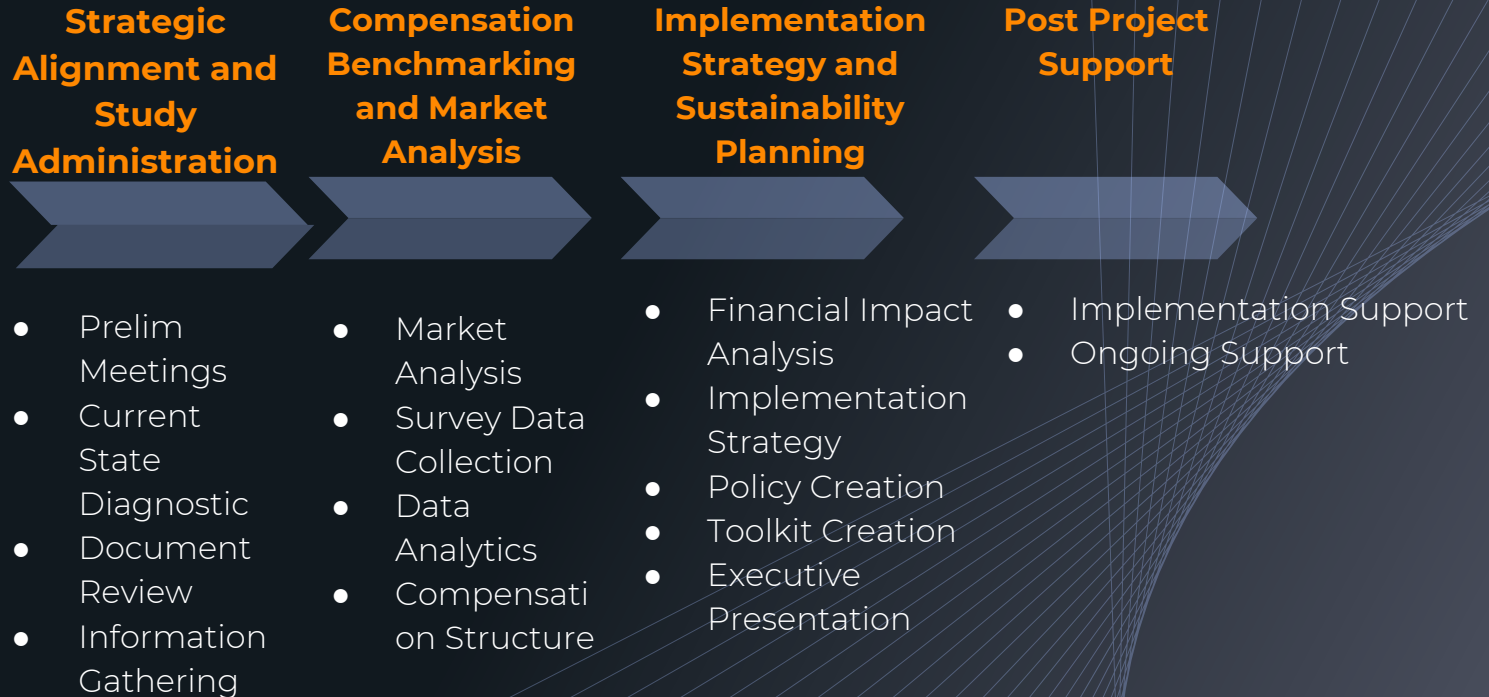 Strategic
Alignment and
Study
Administration
Compensation
Benchmarking
and Market
Analysis
Implementation
Strategy and
Sustainability
Planning
Post Project
Support
● Prelim
Meetings
● Current
State
Diagnostic
● Document
Review
● Information
Gathering
● Market
Analysis
● Survey Data
Collection
● Data
Analytics
● Compensati
on Structure
● Financial Impact
Analysis
● Implementation
Strategy
● Policy Creation
● Toolkit Creation
● Executive
Presentation
● Implementation Support
● Ongoing Support